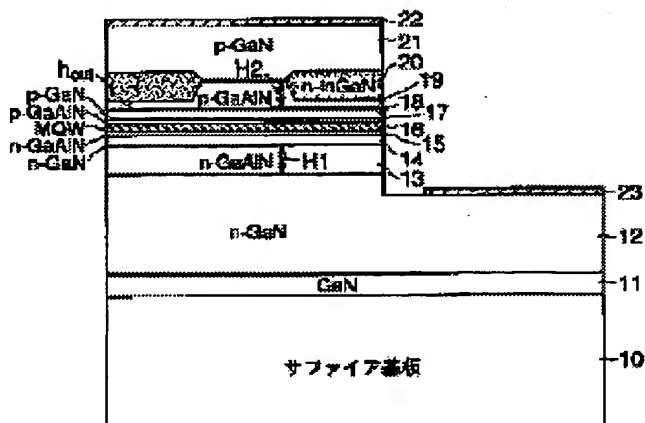 22
p-GaN
21
20
hout
H2
n-InGaN
19
p-GaAlN
18
p-GaN
17
p-GaAlN
16
MQW
15
n-GaAlN
14
n-GaN
n-GaAlN
H1
13
23
n-GaN
12
GaN
11
サファイア基板
10